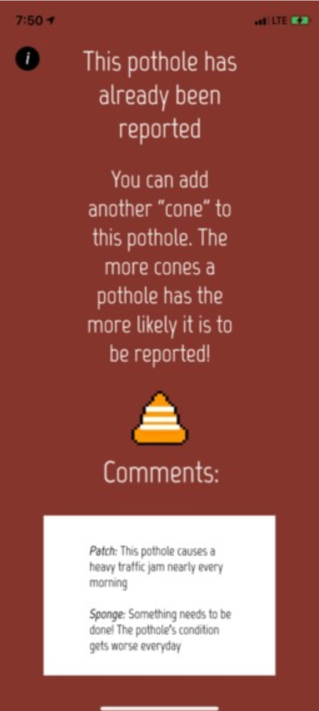 7:50
LTE
i
This pothole has
already been
reported
You can add
another "cone" to
this pothole. The
more cones a
pothole has the
more likely it is to
be reported!
Comments:
Patch: This pothole causes a
heavy traffic jam nearly every
morning
Sponge: Something needs to be
done! The pothole's condition
gets worse everyday